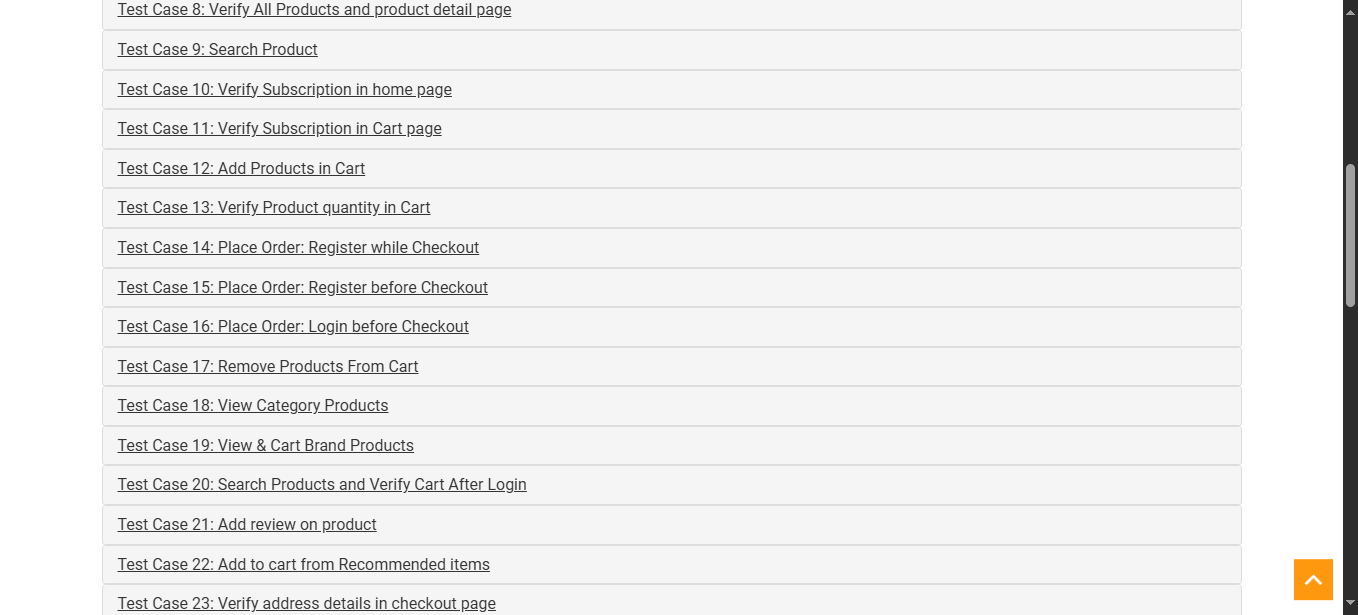 Test Case 8: Verify All Products and product detail page
Test Case 9: Search Product
Test Case 10: Verify Subscription in home page
Test Case 11: Verify Subscription in Cart page
Test Case 12: Add Products in Cart
Test Case 13: Verify Product quantity in Cart
Test Case 14: Place Order: Register while Checkout
Test Case 15: Place Order: Register before Checkout
Test Case 16: Place Order: Login before Checkout
Test Case 17: Remove Products From Cart
Test Case 18: View Category Products
Test Case 19: View & Cart Brand Products
Test Case 20: Search Products and Verify Cart After Login
Test Case 21: Add review on product
Test Case 22: Add to cart from Recommended items
Test Case 23: Verify address details in checkout page